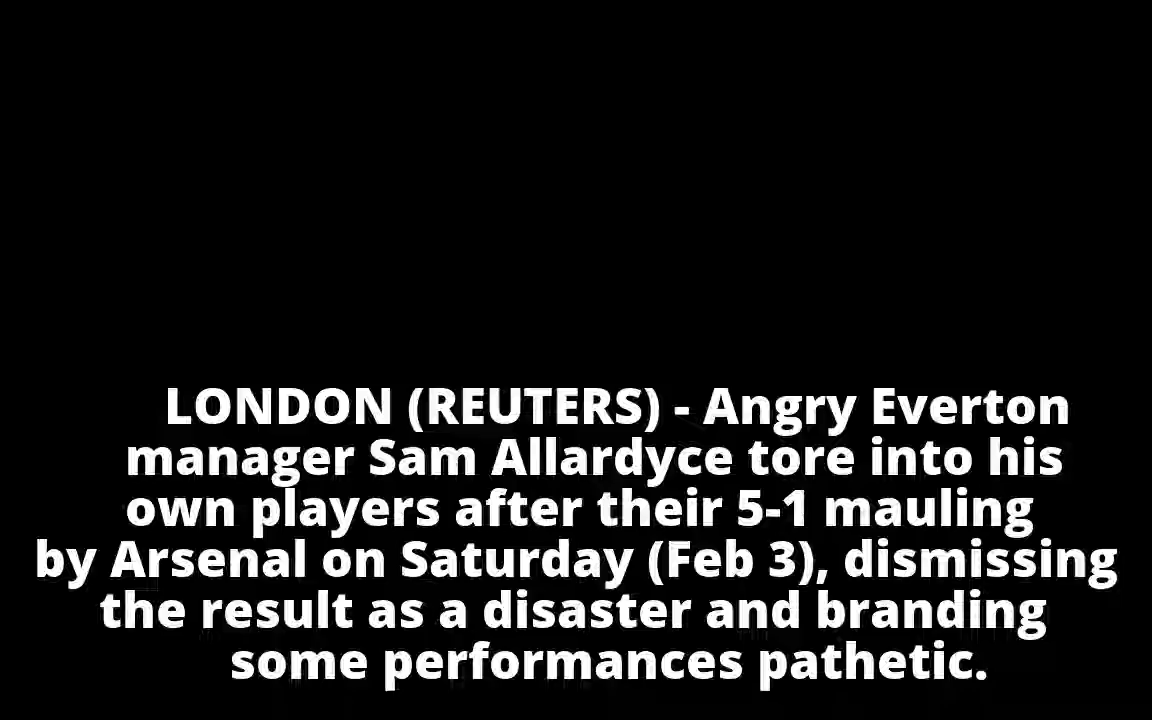 LONDON (REUTERS) - Angry Everton
manager Sam Allardyce tore into his
own players after their 5-1 mauling
by Arsenal on Saturday (Feb 3), dismissing
the result as a disaster and branding
some performances pathetic.